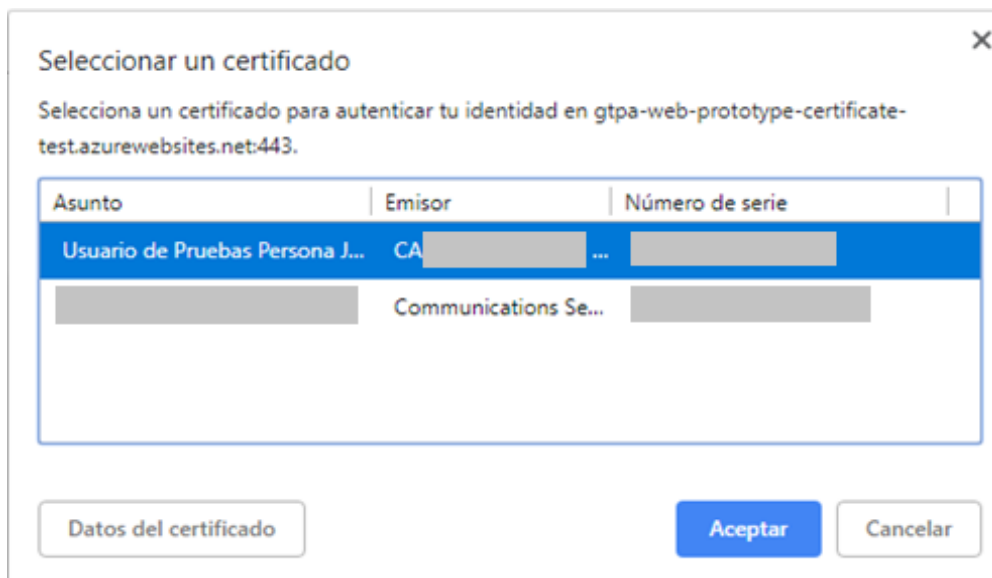 Seleccionar un certificado
Selecciona un certificado para autenticar tu identidad en gtpa-web-prototype-certificate-
test.azurewebsites.net:443.
Asunto Emisor Número de serie
Usuario de Pruebas Persona J... CA ...
Communications Se...
Datos del certificado Aceptar Cancelar